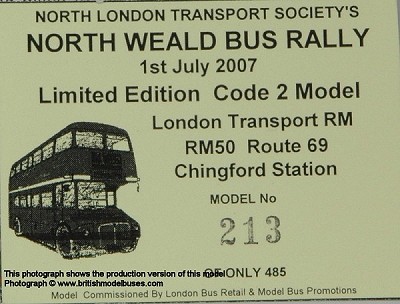 NORTH LONDON TRANSPORT SOCIETY'S
NORTH WEALD BUS RALLY
1st July 2007
Limited Edition Code 2 Model
London Transport RM
RM50 Route 69
Chingford Station
MODEL No
213
OF ONLY 485
This photograph shows the production version of this model
Photograph © www.britishmodelbuses.com
Model Commissioned By London Bus Retail & Model Bus Promotions